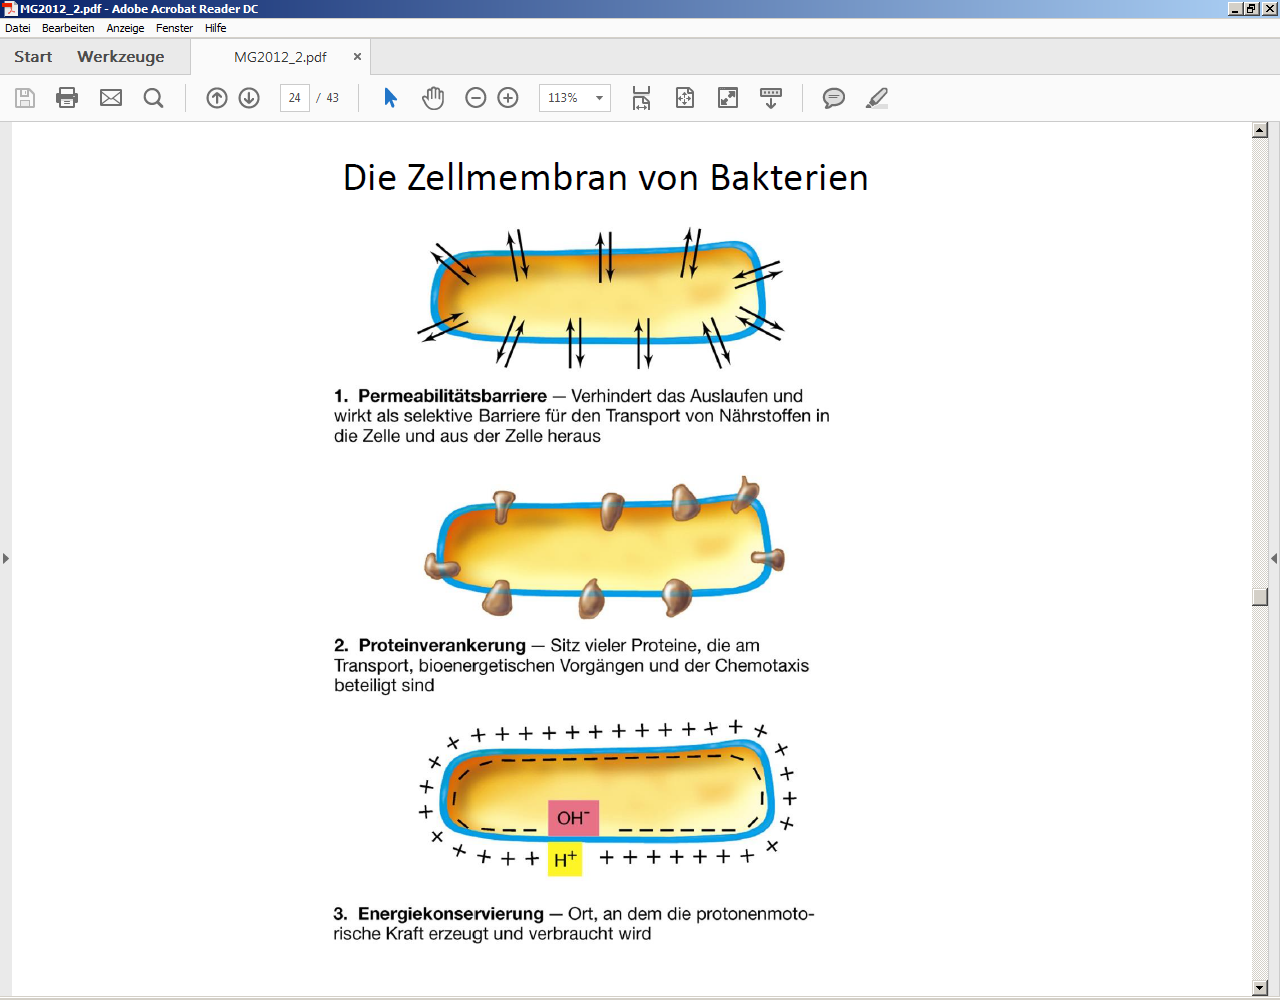 MG2012_2.pdf - Adobe Acrobat Reader DC
Datei Bearbeiten Anzeige Fenster Hilfe
Start Werkzeuge MG2012_2.pdf ×
24 / 43 113%
Die Zellmembran von Bakterien
1. Permeabilitätsbarriere — Verhindert das Auslaufen und
wirkt als selektive Barriere für den Transport von Nährstoffen in
die Zelle und aus der Zelle heraus
2. Proteinverankerung — Sitz vieler Proteine, die am
Transport, bioenergetischen Vorgängen und der Chemotaxis
beteiligt sind
OH⁻
H⁺
3. Energiekonservierung — Ort, an dem die protonenmoto-
rische Kraft erzeugt und verbraucht wird